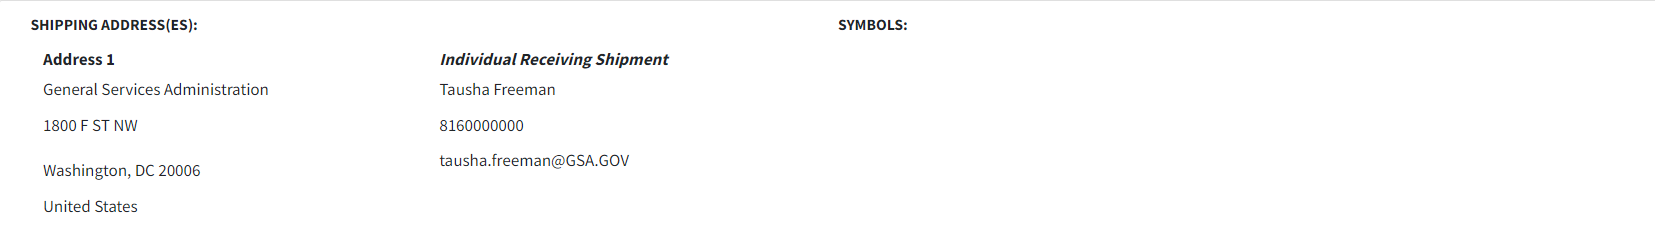 SHIPPING ADDRESS(ES):
Address 1
General Services Administration
1800 F ST NW
Washington, DC 20006
United States
Individual Receiving Shipment
Tausha Freeman
8160000000
tausha.freeman@GSA.GOV
SYMBOLS: